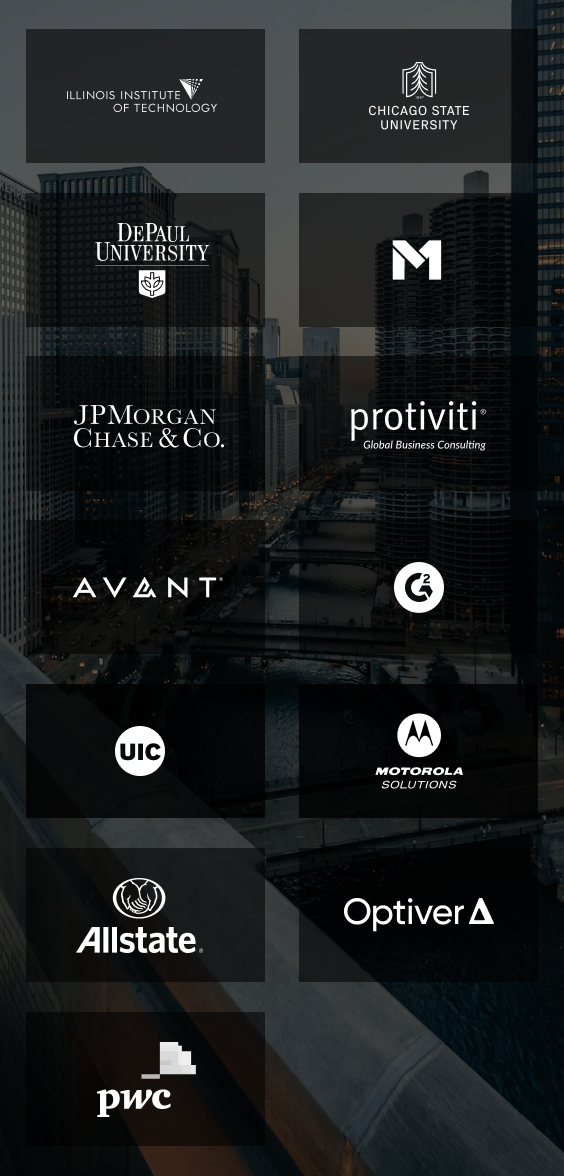 ILLINOIS INSTITUTE
OF TECHNOLOGY
CHICAGO STATE
UNIVERSITY
DEPAUL
UNIVERSITY
M
JPMORGAN
CHASE & CO.
protiviti®
Global Business Consulting
AVANT
G2
UIC
MOTOROLA
SOLUTIONS
Allstate®
Optiver
pwc